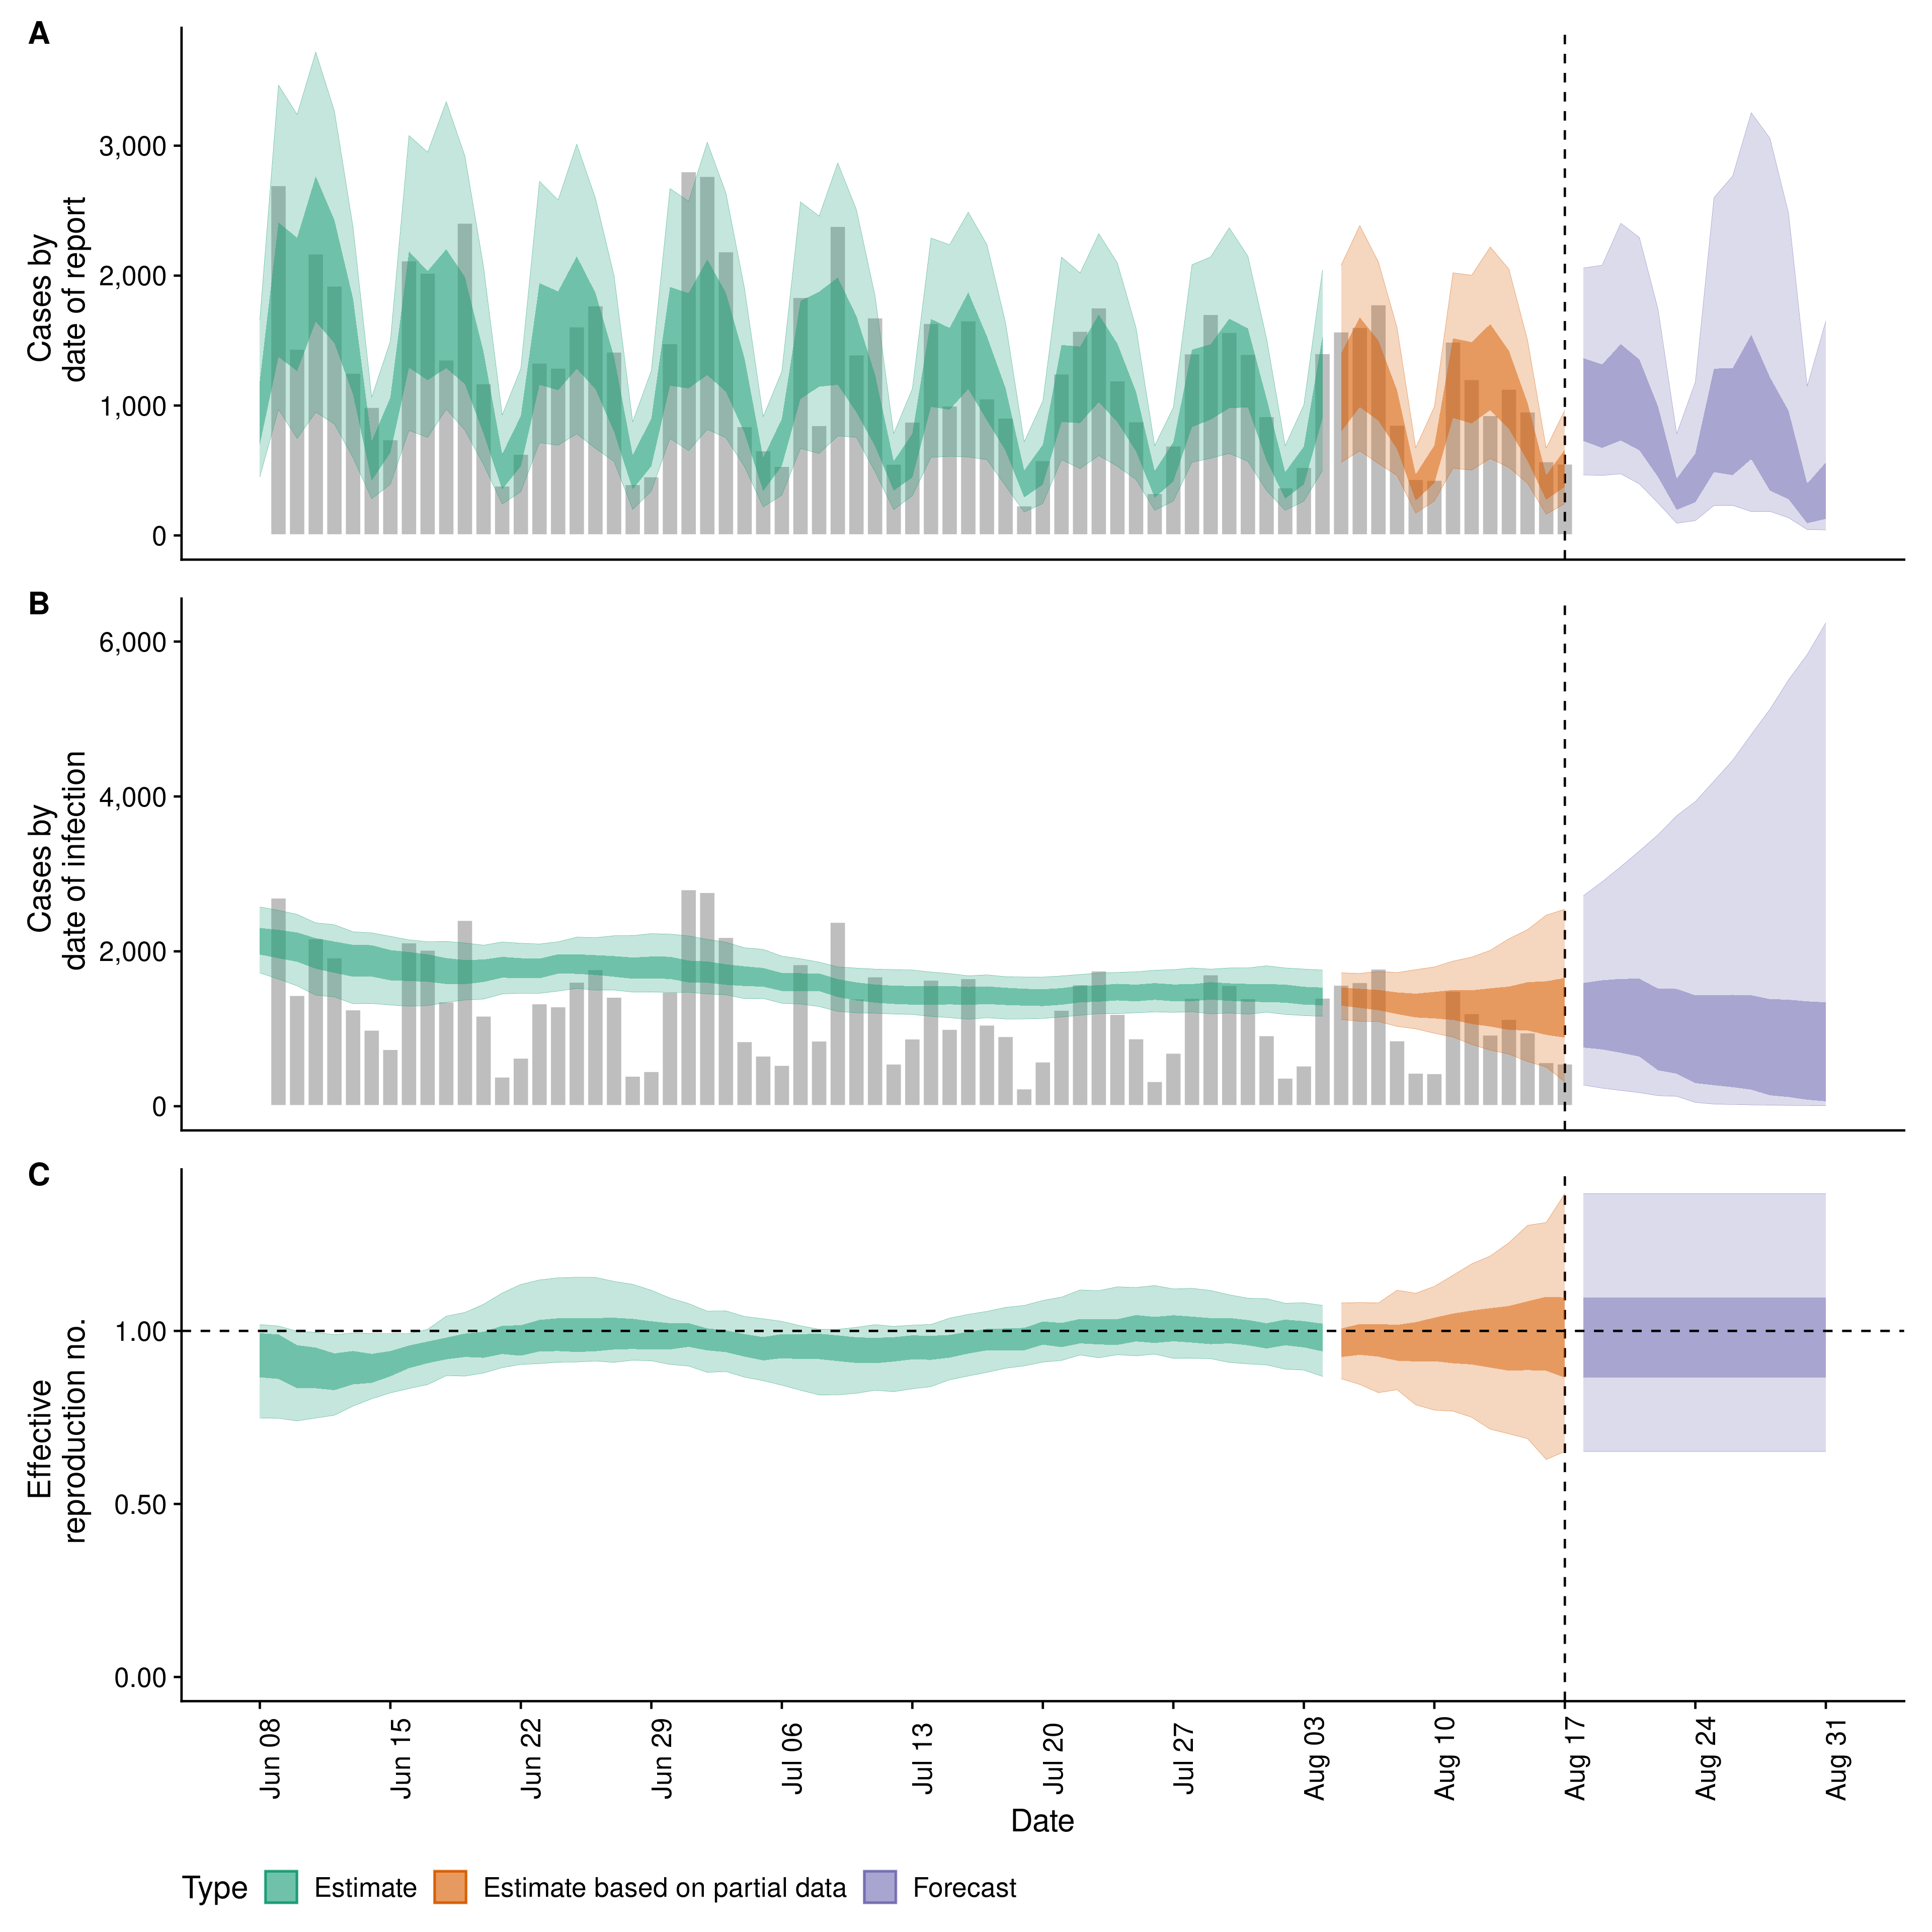 A
Cases by
date of report
3,000
2,000
1,000
0
B
Cases by
date of infection
6,000
4,000
2,000
0
C
Effective
reproduction no.
1.00
0.50
0.00
Jun 08
Jun 15
Jun 22
Jun 29
Jul 06
Jul 13
Jul 20
Jul 27
Aug 03
Aug 10
Aug 17
Aug 24
Aug 31
Date
Type
Estimate
Estimate based on partial data
Forecast